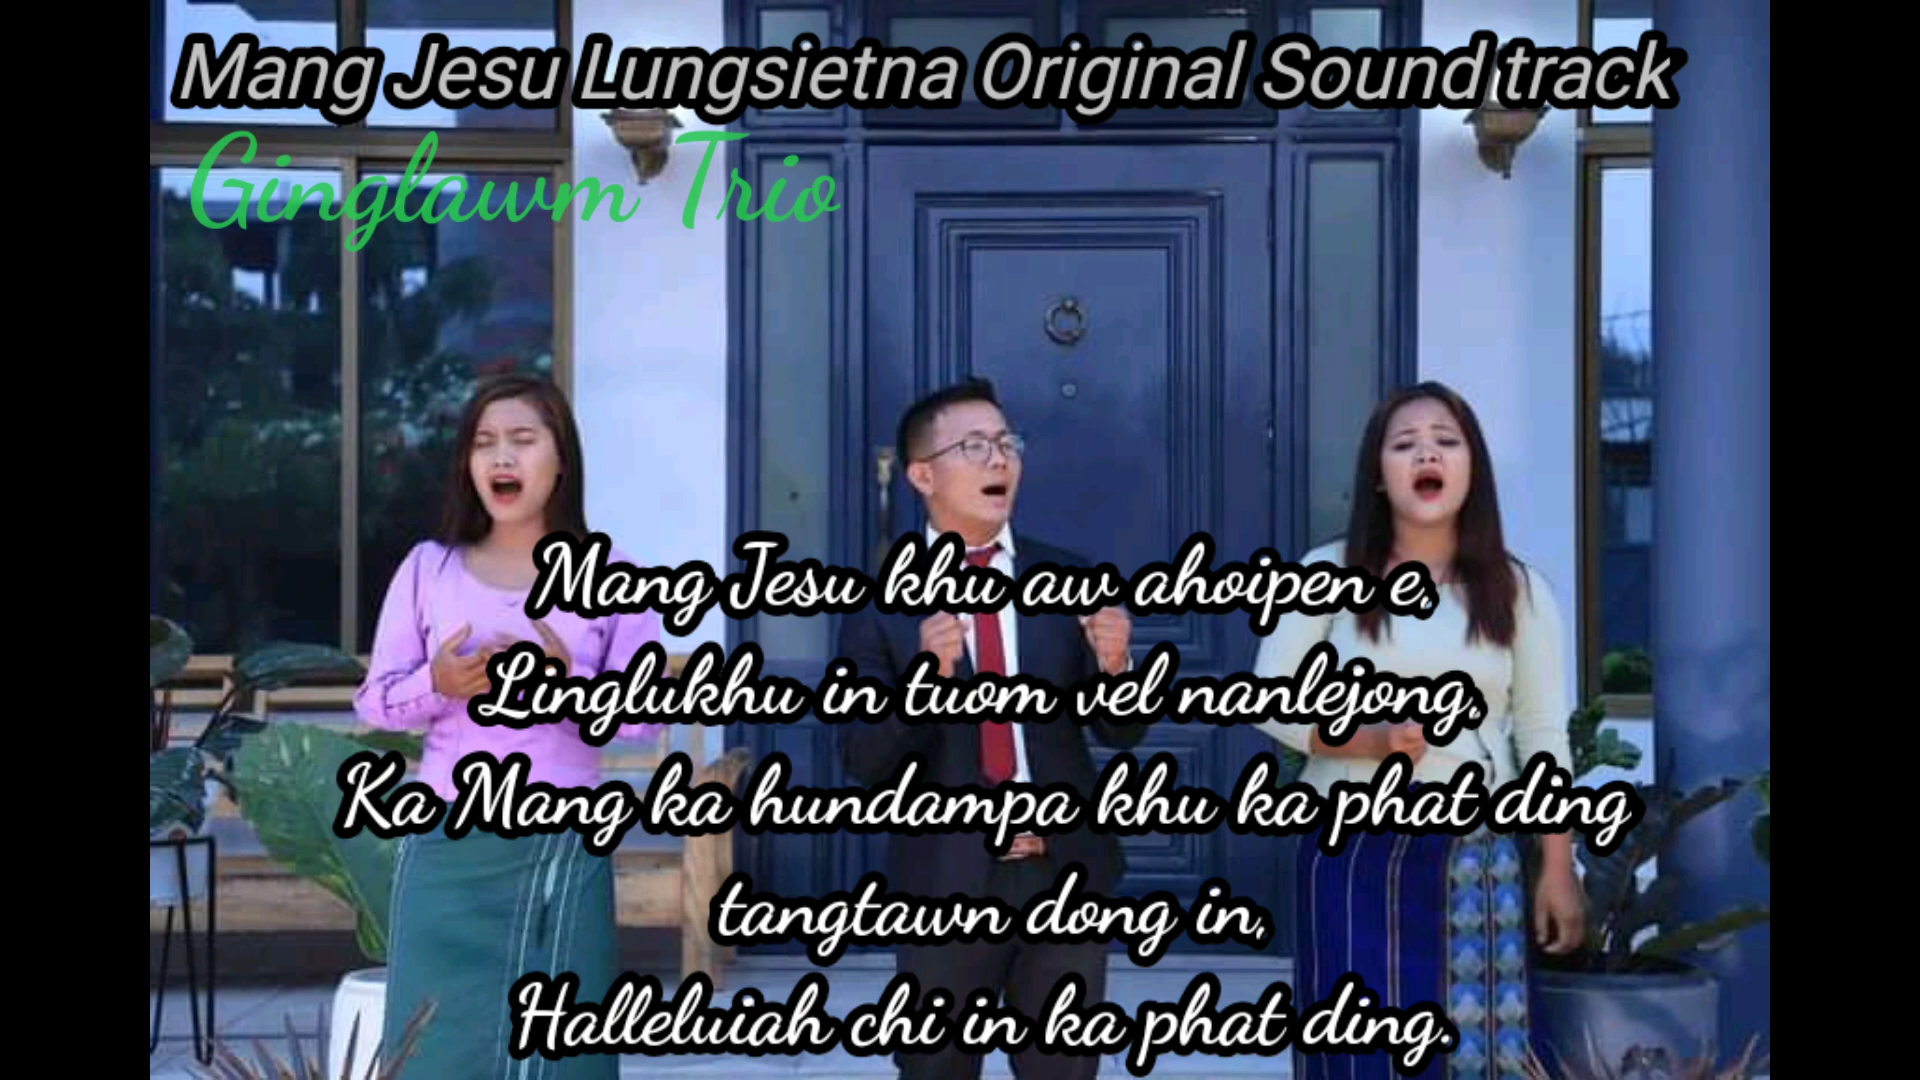 Mang Jesu Lungsietna Original Sound track
Ginglawm Trio
Mang Jesu khu aw ahoipen e,
Linglukhu in tuom vel nanlejong,
Ka Mang ka hundampa khu ka phat ding
tangtawn dong in,
Halleluiah chi in ka phat ding.